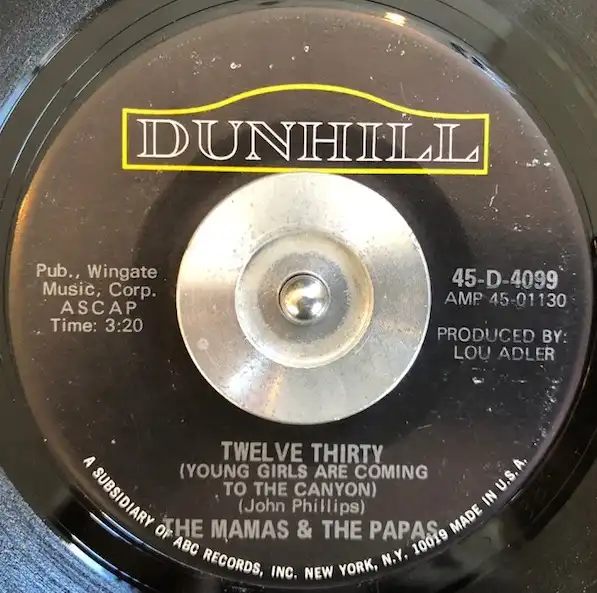 DUNHILL
Pub., Wingate
Music, Corp.
ASCAP
Time: 3:20
45-D-4099
AMP 45-01130
PRODUCED BY:
LOU ADLER
TWELVE THIRTY
(YOUNG GIRLS ARE COMING
TO THE CANYON)
(John Phillips)
THE MAMAS & THE PAPAS
A SUBSIDIARY OF ABC RECORDS, INC. NEW YORK, N.Y. 10019 MADE IN U.S.A.